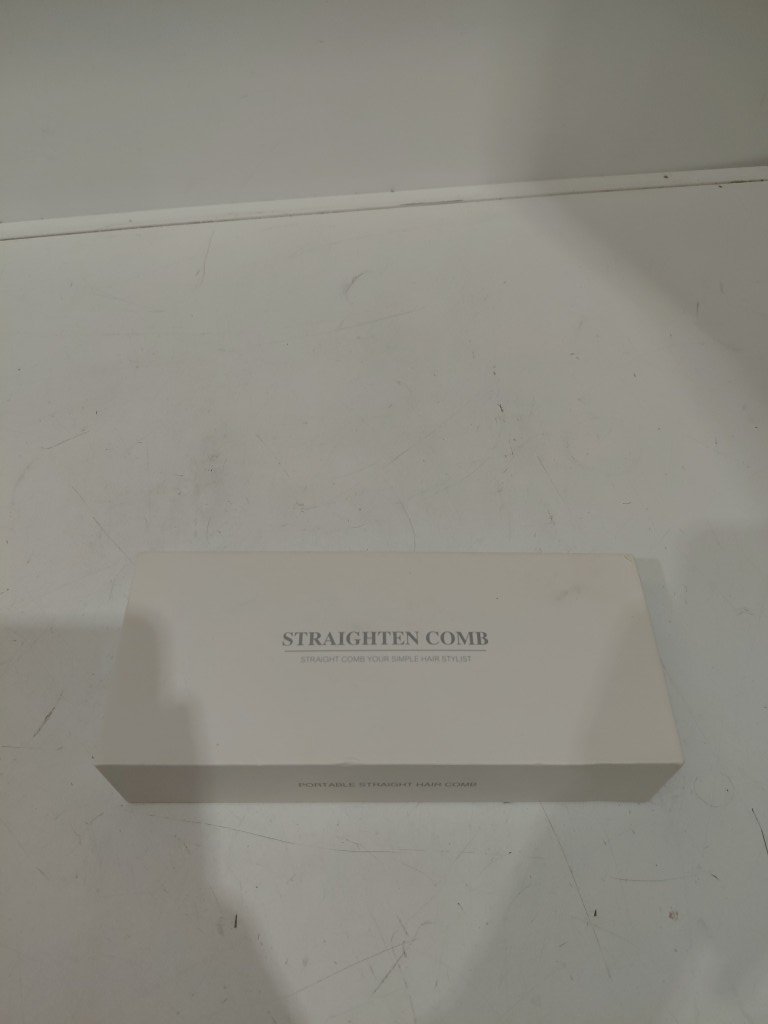 STRAIGHTEN COMB
STRAIGHT COMB YOUR SIMPLE HAIR STYLIST
PORTABLE STRAIGHT HAIR COMB